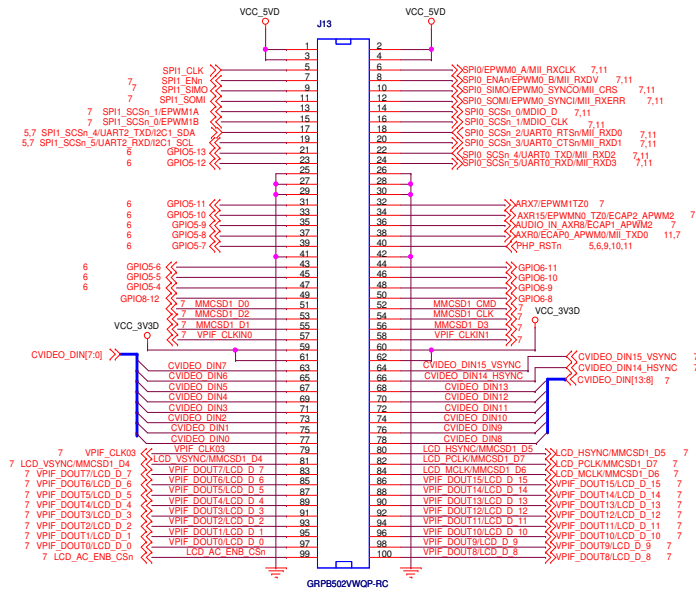 VCC_5VD VCC_5VD
J13
1 2
3 4
SPI1_CLK 5 6 SPI0/EPWM0_A/MII_RXCLK 7,11
7 SPI1_ENn 7 8 SPI0_ENAn/EPWM0_B/MII_RXDV 7,11
7 SPI1_SIMO 9 10 SPI0_SIMO/EPWM0_SYNCO/MII_CRS 7,11
7 SPI1_SOMI 11 12 SPI0_SOMI/EPWM0_SYNCI/MII_RXERR 7,11
7 SPI1_SCSn_1/EPWM1A 13 14 SPI0_SCSn_0/MDIO_D 7,11
7 SPI1_SCSn_0/EPWM1B 15 16 SPI0_SCSn_1/MDIO_CLK 7,11
5,7 SPI1_SCSn_4/UART2_TXD/I2C1_SDA 17 18 SPI0_SCSn_2/UART0_RTSn/MII_RXD0 7,11
5,7 SPI1_SCSn_5/UART2_RXD/I2C1_SCL 19 20 SPI0_SCSn_3/UART0_CTSn/MII_RXD1 7,11
6 GPIO5-13 21 22 SPI0_SCSn_4/UART0_TXD/MII_RXD2 7,11
6 GPIO5-12 23 24 SPI0_SCSn_5/UART0_RXD/MII_RXD3 7,11
25 26
27 28
29 30
6 GPIO5-11 31 32 ARX7/EPWM1TZ0 7
6 GPIO5-10 33 34 AXR15/EPWMN0_TZ0/ECAP2_APWM2 7
6 GPIO5-9 35 36 AUDIO_IN_AXR8/ECAP1_APWM2 7
6 GPIO5-8 37 38 AXR0/ECAP0_APWM0/MII_TXD0 11,7
6 GPIO5-7 39 40 PHP_RSTn 5,6,9,10,11
41 42
6 GPIO6-6 43 44 GPIO6-11
6 GPIO5-5 45 46 GPIO6-10
6 GPIO5-4 47 48 GPIO6-9
GPIO8-12 49 50 GPIO6-8
7 MMCSD1_D0 51 52 MMCSD1_CMD 7
7 MMCSD1_D2 53 54 MMCSD1_CLK 7
7 MMCSD1_D1 55 56 MMCSD1_D3 7
7 VPIF_CLKIN0 57 58 VPIF_CLKIN1 7
VCC_3V3D VCC_3V3D
59 60
CVIDEO_DIN[7:0] 61 62 CVIDEO_DIN15_VSYNC CVIDEO_DIN15_VSYNC 7
CVIDEO_DIN7 63 64 CVIDEO_DIN14_HSYNC CVIDEO_DIN14_HSYNC 7
CVIDEO_DIN6 65 66 CVIDEO_DIN13 CVIDEO_DIN[13:8] 7
CVIDEO_DIN5 67 68 CVIDEO_DIN12
CVIDEO_DIN4 69 70 CVIDEO_DIN11
CVIDEO_DIN3 71 72 CVIDEO_DIN10
CVIDEO_DIN2 73 74 CVIDEO_DIN9
CVIDEO_DIN1 75 76 CVIDEO_DIN8
CVIDEO_DIN0 77 78
7 VPIF_CLK03 VPIF_CLK03 79 80 LCD_HSYNC/MMCSD1_D5 LCD_HSYNC/MMCSD1_D5 7
7 LCD_VSYNC/MMCSD1_D4 LCD_VSYNC/MMCSD1_D4 81 82 LCD_PCLK/MMCSD1_D7 LCD_PCLK/MMCSD1_D7 7
7 VPIF_DOUT7/LCD_D_7 VPIF_DOUT7/LCD_D_7 83 84 LCD_MCLK/MMCSD1_D6 LCD_MCLK/MMCSD1_D6 7
7 VPIF_DOUT6/LCD_D_6 VPIF_DOUT6/LCD_D_6 85 86 VPIF_DOUT15/LCD_D_15 VPIF_DOUT15/LCD_D_15 7
7 VPIF_DOUT5/LCD_D_5 VPIF_DOUT5/LCD_D_5 87 88 VPIF_DOUT14/LCD_D_14 VPIF_DOUT14/LCD_D_14 7
7 VPIF_DOUT4/LCD_D_4 VPIF_DOUT4/LCD_D_4 89 90 VPIF_DOUT13/LCD_D_13 VPIF_DOUT13/LCD_D_13 7
7 VPIF_DOUT3/LCD_D_3 VPIF_DOUT3/LCD_D_3 91 92 VPIF_DOUT12/LCD_D_12 VPIF_DOUT12/LCD_D_12 7
7 VPIF_DOUT2/LCD_D_2 VPIF_DOUT2/LCD_D_2 93 94 VPIF_DOUT11/LCD_D_11 VPIF_DOUT11/LCD_D_11 7
7 VPIF_DOUT1/LCD_D_1 VPIF_DOUT1/LCD_D_1 95 96 VPIF_DOUT10/LCD_D_10 VPIF_DOUT10/LCD_D_10 7
7 VPIF_DOUT0/LCD_D_0 VPIF_DOUT0/LCD_D_0 97 98 VPIF_DOUT9/LCD_D_9 VPIF_DOUT9/LCD_D_9 7
7 LCD_AC_ENB_CSn LCD_AC_ENB_CSn 99 100 VPIF_DOUT8/LCD_D_8 VPIF_DOUT8/LCD_D_8 7
GRPB502VWQP-RC